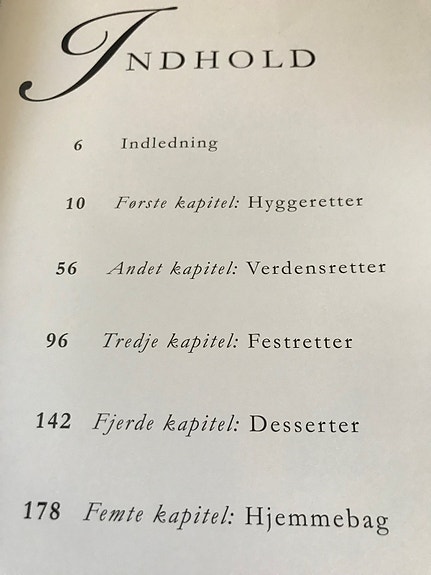 INDHOLD
6 Indledning
10 Første kapitel: Hyggeretter
56 Andet kapitel: Verdensretter
96 Tredje kapitel: Festretter
142 Fjerde kapitel: Desserter
178 Femte kapitel: Hjemmebag